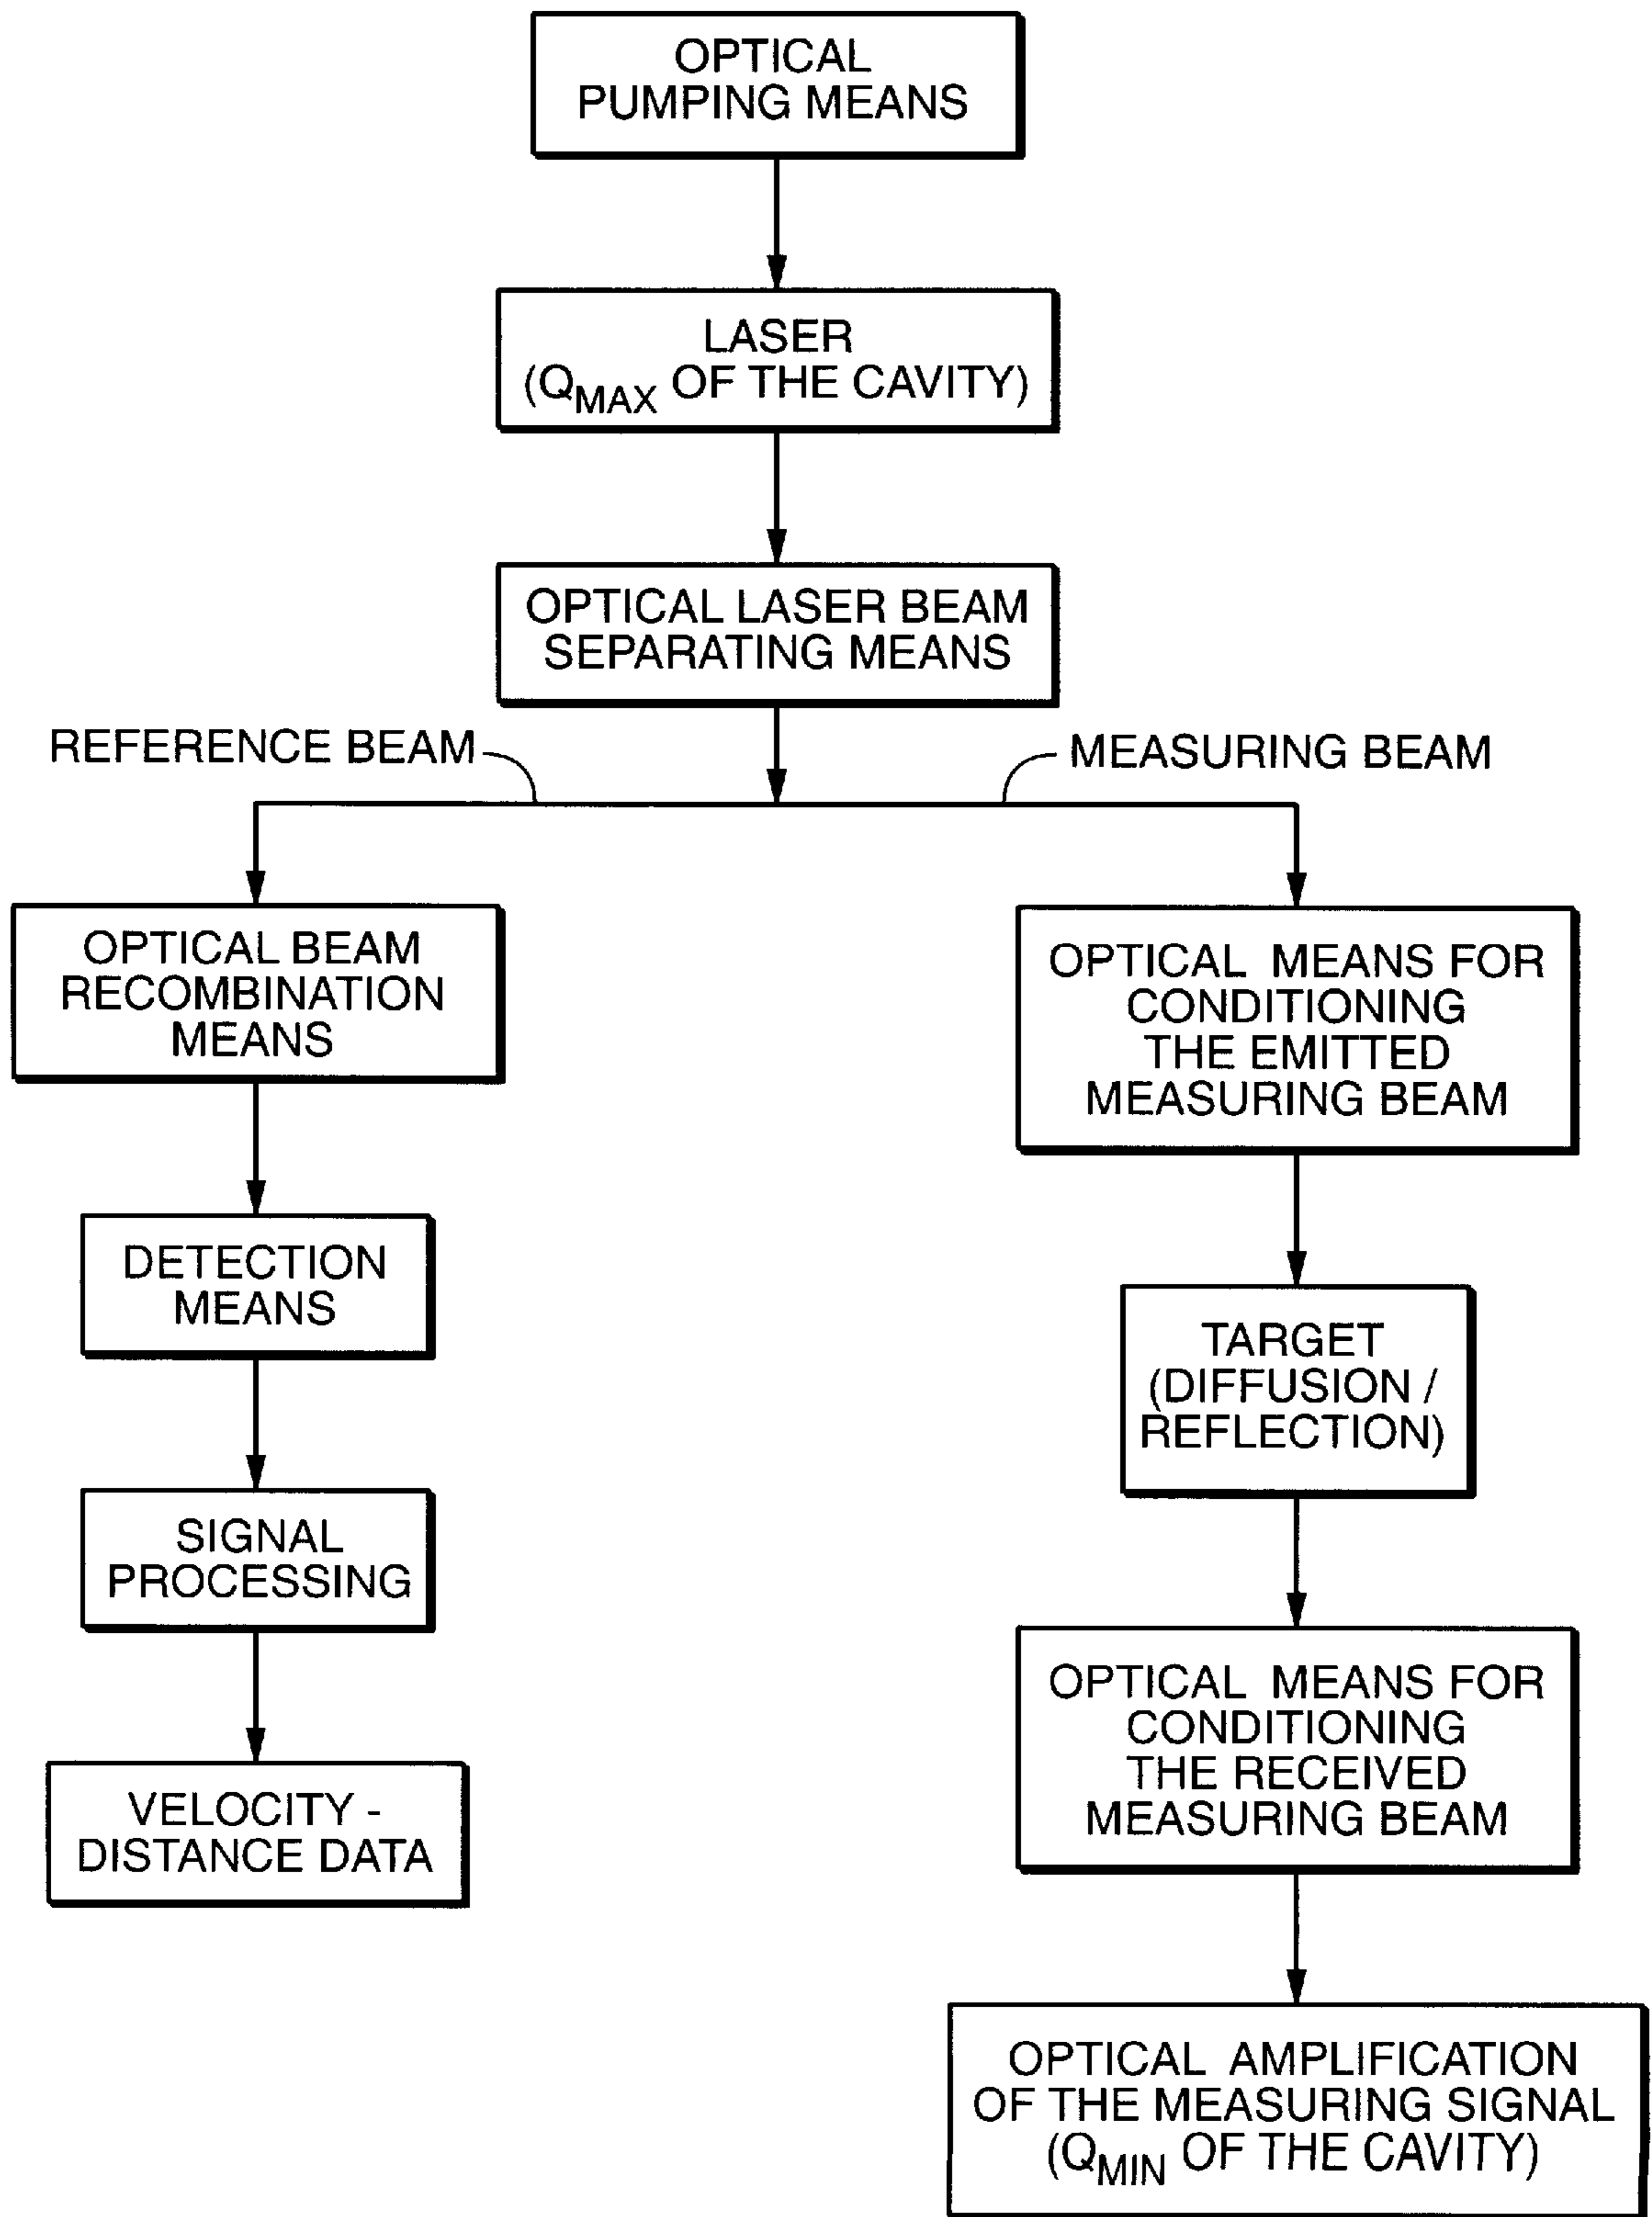 OPTICAL
PUMPING MEANS
LASER
(QMAX OF THE CAVITY)
OPTICAL LASER BEAM
SEPARATING MEANS
REFERENCE BEAM
MEASURING BEAM
OPTICAL BEAM
RECOMBINATION
MEANS
DETECTION
MEANS
SIGNAL
PROCESSING
VELOCITY -
DISTANCE DATA
OPTICAL MEANS FOR
CONDITIONING
THE EMITTED
MEASURING BEAM
TARGET
(DIFFUSION /
REFLECTION)
OPTICAL MEANS FOR
CONDITIONING
THE RECEIVED
MEASURING BEAM
OPTICAL AMPLIFICATION
OF THE MEASURING SIGNAL
(QMIN OF THE CAVITY)